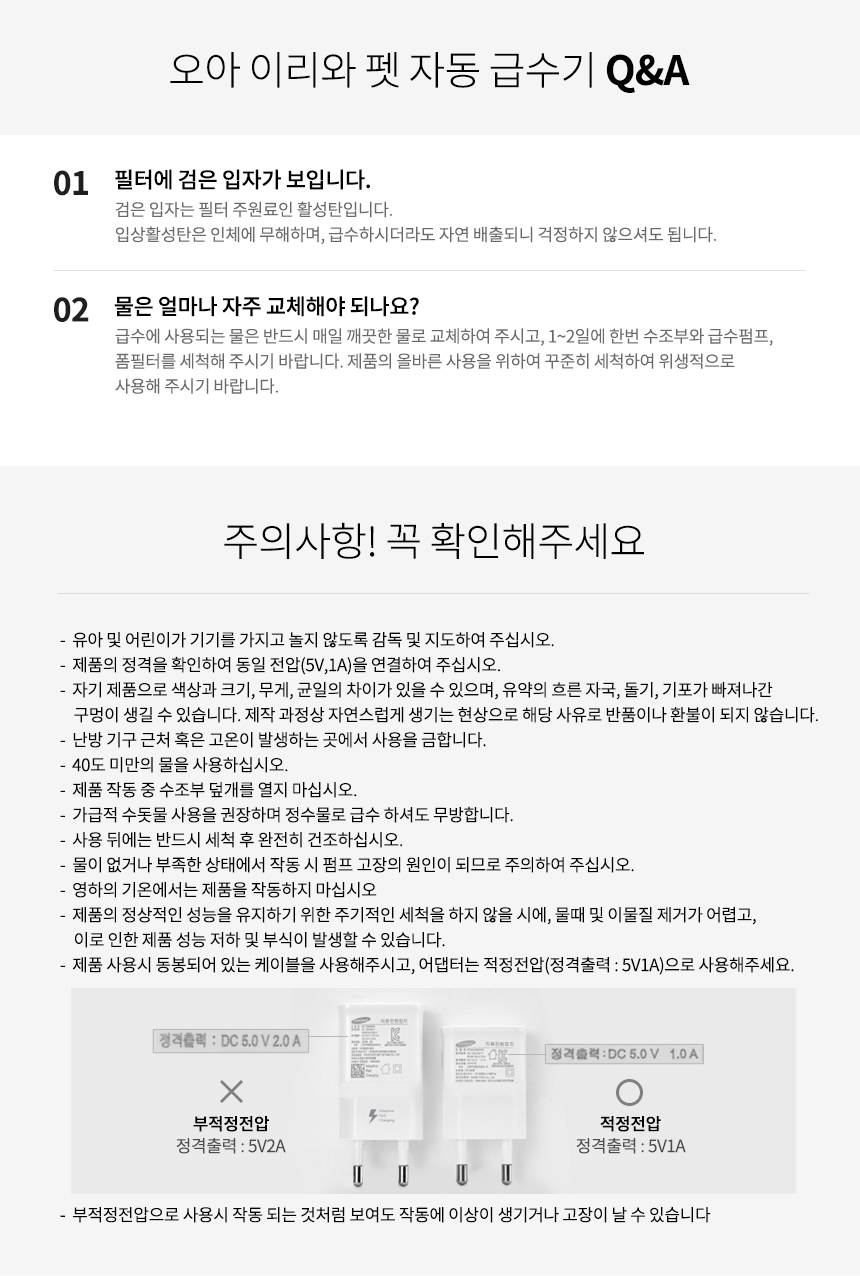 오아 이리와 펫 자동 급수기 Q&A
01 필터에 검은 입자가 보입니다.
검은 입자는 필터 주원료인 활성탄입니다.
입상활성탄은 인체에 무해하며, 급수하시더라도 자연 배출되니 걱정하지 않으셔도 됩니다.
02 물은 얼마나 자주 교체해야 되나요?
급수에 사용되는 물은 반드시 매일 깨끗한 물로 교체하여 주시고, 1~2일에 한번 수조부와 급수펌프,
폼필터를 세척해 주시기 바랍니다. 제품의 올바른 사용을 위하여 꾸준히 세척하여 위생적으로
사용해 주시기 바랍니다.
주의사항! 꼭 확인해주세요
- 유아 및 어린이가 기기를 가지고 놀지 않도록 감독 및 지도하여 주십시오.
- 제품의 정격을 확인하여 동일 전압(5V,1A)을 연결하여 주십시오.
- 자기 제품으로 색상과 크기, 무게, 균일의 차이가 있을 수 있으며, 유약의 흐른 자국, 돌기, 기포가 빠져나간
구멍이 생길 수 있습니다. 제작 과정상 자연스럽게 생기는 현상으로 해당 사유로 반품이나 환불이 되지 않습니다.
- 난방 기구 근처 혹은 고온이 발생하는 곳에서 사용을 금합니다.
- 40도 미만의 물을 사용하십시오.
- 제품 작동 중 수조부 덮개를 열지 마십시오.
- 가급적 수돗물 사용을 권장하며 정수물로 급수 하셔도 무방합니다.
- 사용 뒤에는 반드시 세척 후 완전히 건조하십시오.
- 물이 없거나 부족한 상태에서 작동 시 펌프 고장의 원인이 되므로 주의하여 주십시오.
- 영하의 기온에서는 제품을 작동하지 마십시오
- 제품의 정상적인 성능을 유지하기 위한 주기적인 세척을 하지 않을 시에, 물때 및 이물질 제거가 어렵고,
이로 인한 제품 성능 저하 및 부식이 발생할 수 있습니다.
- 제품 사용시 동봉되어 있는 케이블을 사용해주시고, 어댑터는 적정전압(정격출력 : 5V1A)으로 사용해주세요.
정격출력 : DC 5.0 V 2.0 A
부적정전압
정격출력 : 5V2A
SAMSUNG 직류전원장치
Adaptive
Fast
Charging
Adaptive
Fast
Charging
SAMSUNG 직류전원장치
정격출력:DC 5.0 V 1.0 A
적정전압
정격출력 : 5V1A
- 부적정전압으로 사용시 작동 되는 것처럼 보여도 작동에 이상이 생기거나 고장이 날 수 있습니다